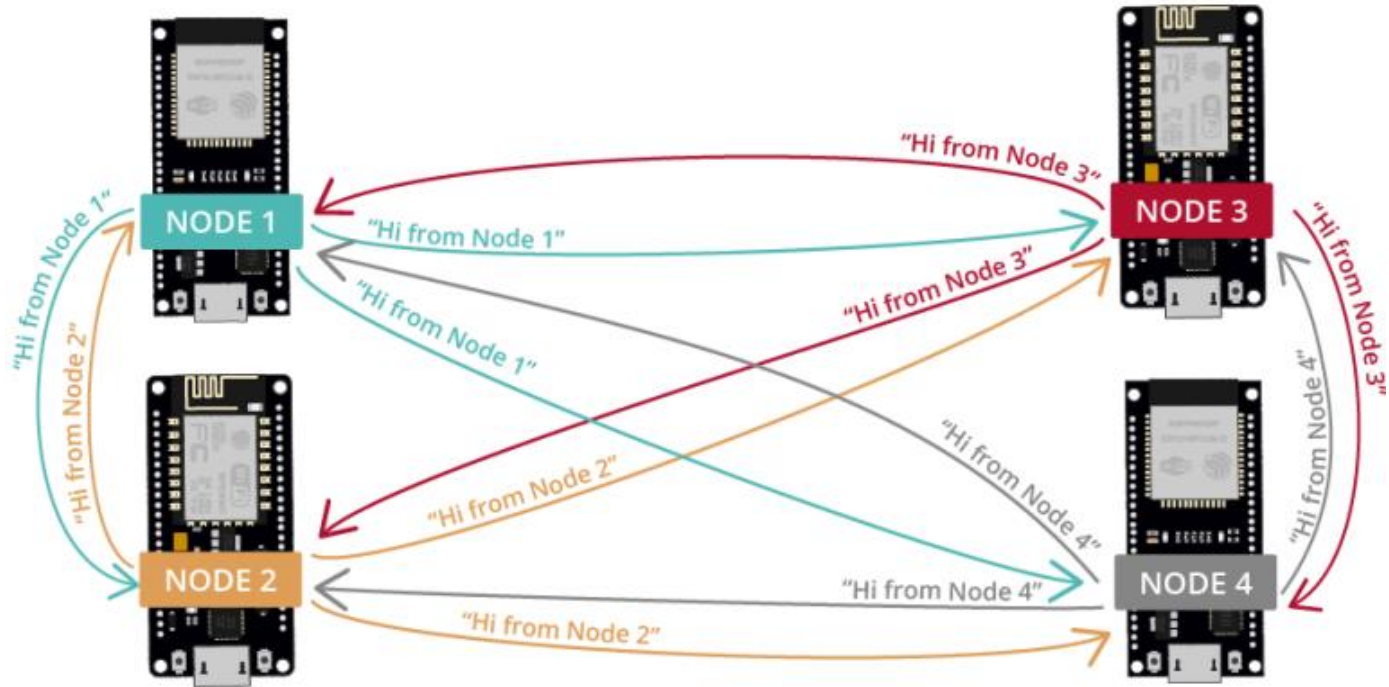 "Hi from Node 3"
NODE 1
NODE 3
"Hi from Node 1"
"Hi from Node 1"
"Hi from Node 3"
"Hi from Node 3"
"Hi from Node 1"
"Hi from Node 2"
"Hi from Node 4"
"Hi from Node 2"
"Hi from Node 4"
NODE 2
NODE 4
"Hi from Node 4"
"Hi from Node 2"